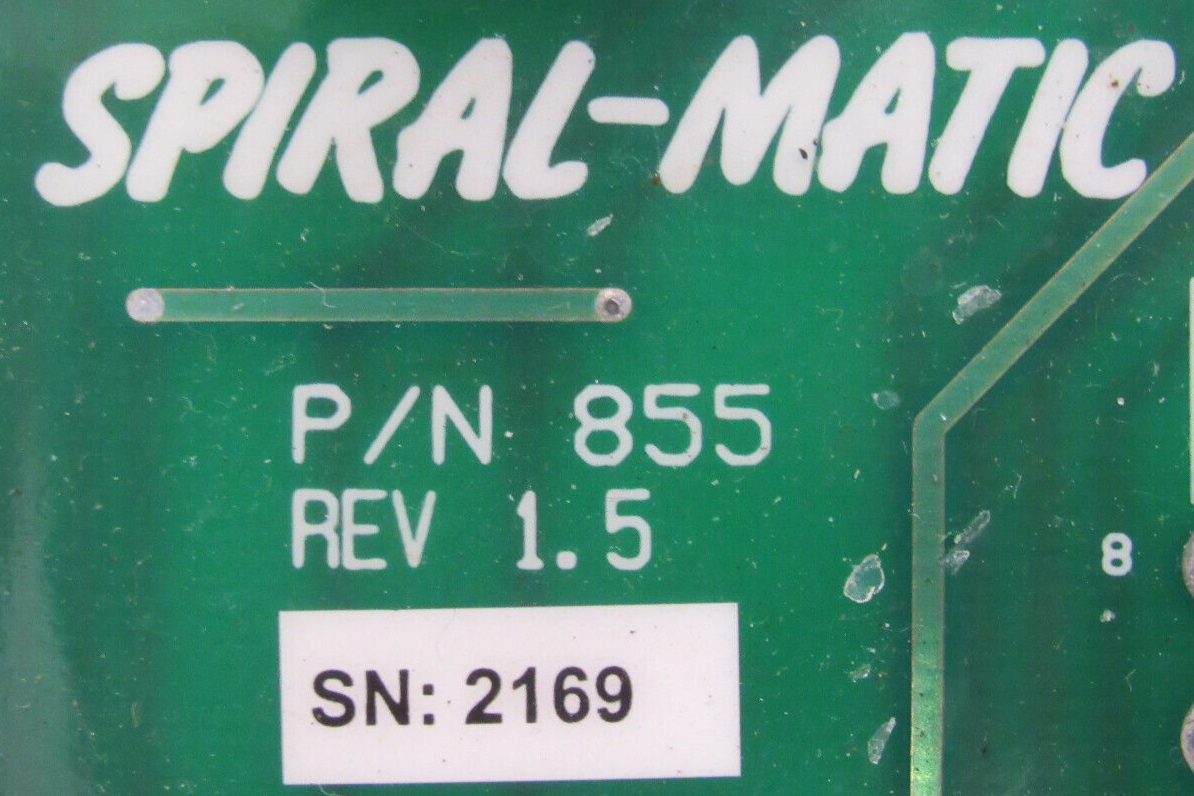 SPIRAL-MATIC
P/N 855
REV 1.5
8
SN: 2169